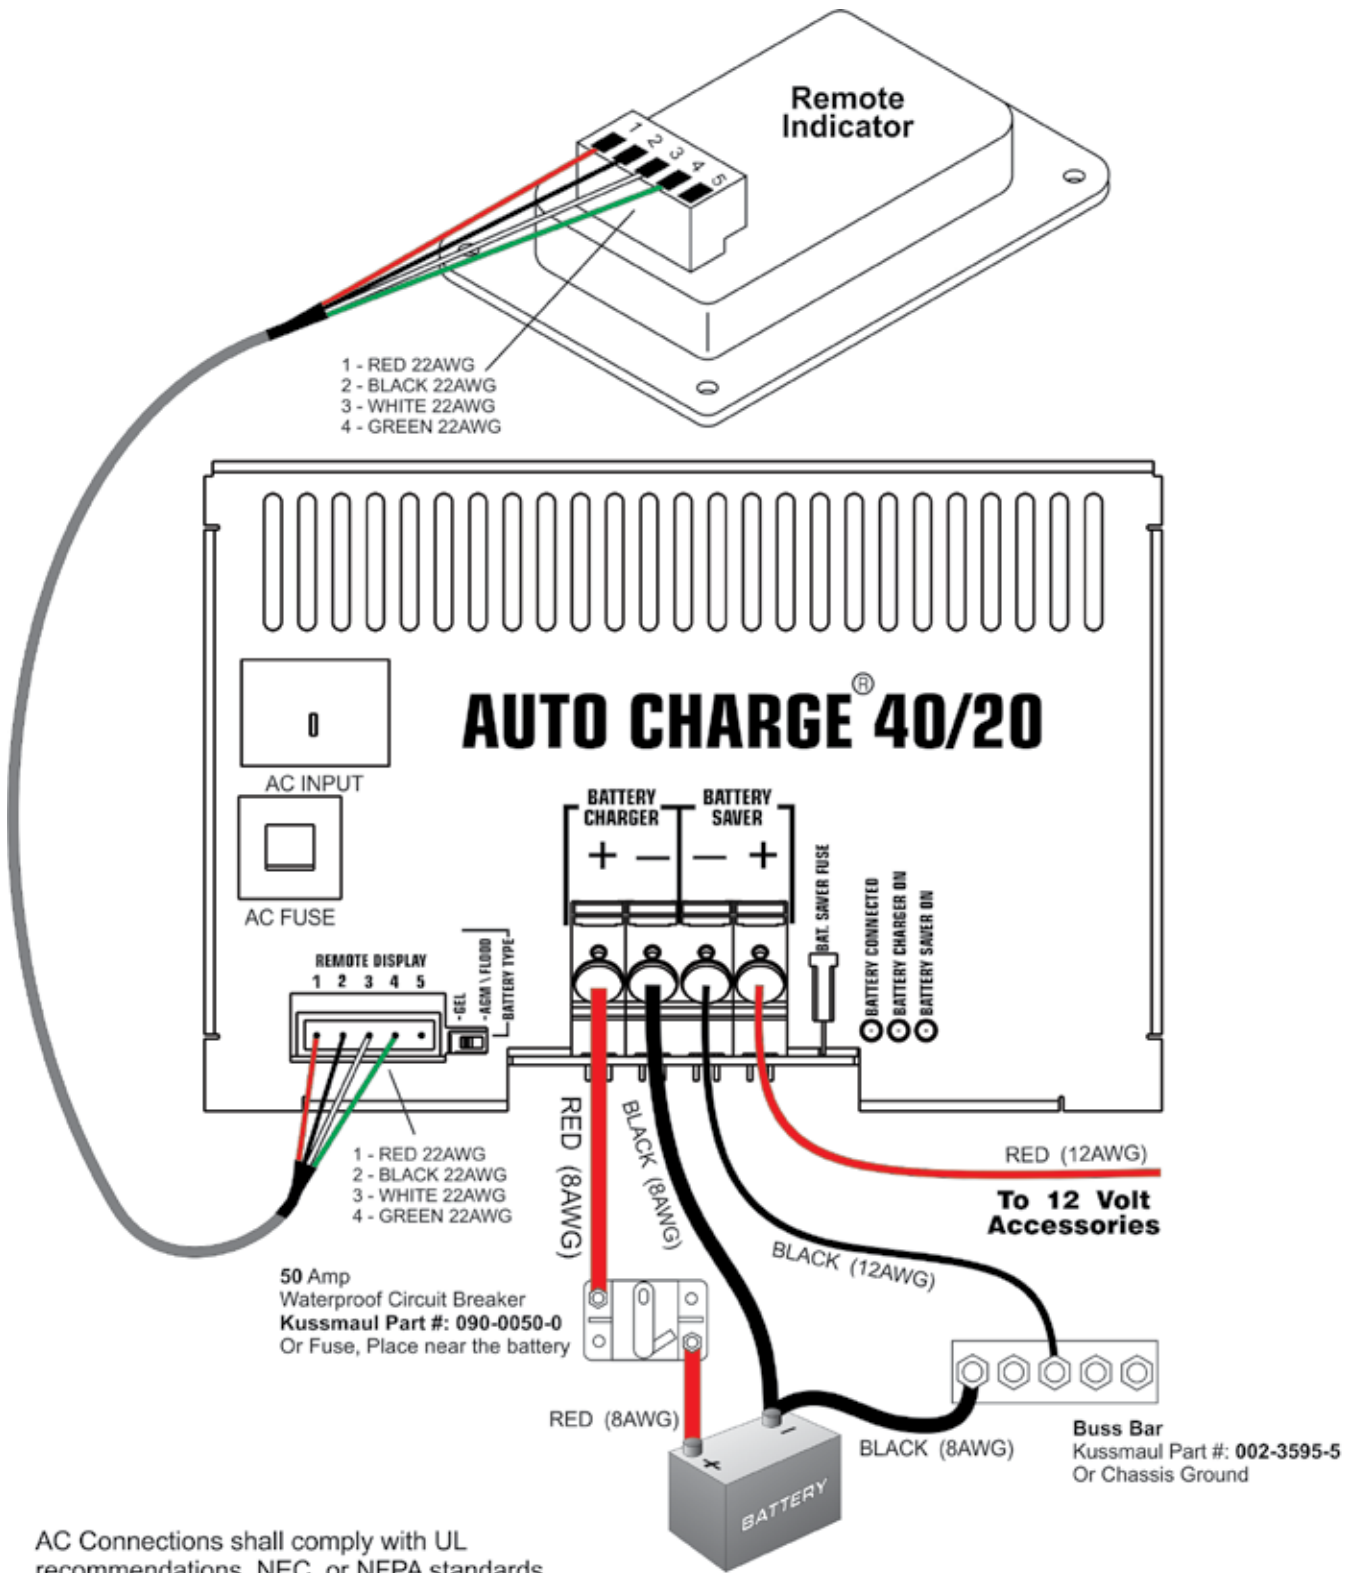 Remote
Indicator
1 2 3 4 5
1 - RED 22AWG
2 - BLACK 22AWG
3 - WHITE 22AWG
4 - GREEN 22AWG
AUTO CHARGE® 40/20
AC INPUT
AC FUSE
BATTERY
CHARGER
BATTERY
SAVER
+ — — +
BAT. SAVER FUSE
BATTERY CONNECTED
BATTERY CHARGER ON
BATTERY SAVER ON
REMOTE DISPLAY
1 2 3 4 5
-GEL
-AGM \ FLOOD
BATTERY TYPE
1 - RED 22AWG
2 - BLACK 22AWG
3 - WHITE 22AWG
4 - GREEN 22AWG
RED (8AWG)
BLACK (8AWG)
RED (12AWG)
To 12 Volt
Accessories
BLACK (12AWG)
50 Amp
Waterproof Circuit Breaker
Kussmaul Part #: 090-0050-0
Or Fuse, Place near the battery
RED (8AWG)
BLACK (8AWG)
Buss Bar
Kussmaul Part #: 002-3595-5
Or Chassis Ground
+ -
BATTERY
AC Connections shall comply with UL
recommendations, NEC, or NFPA standards